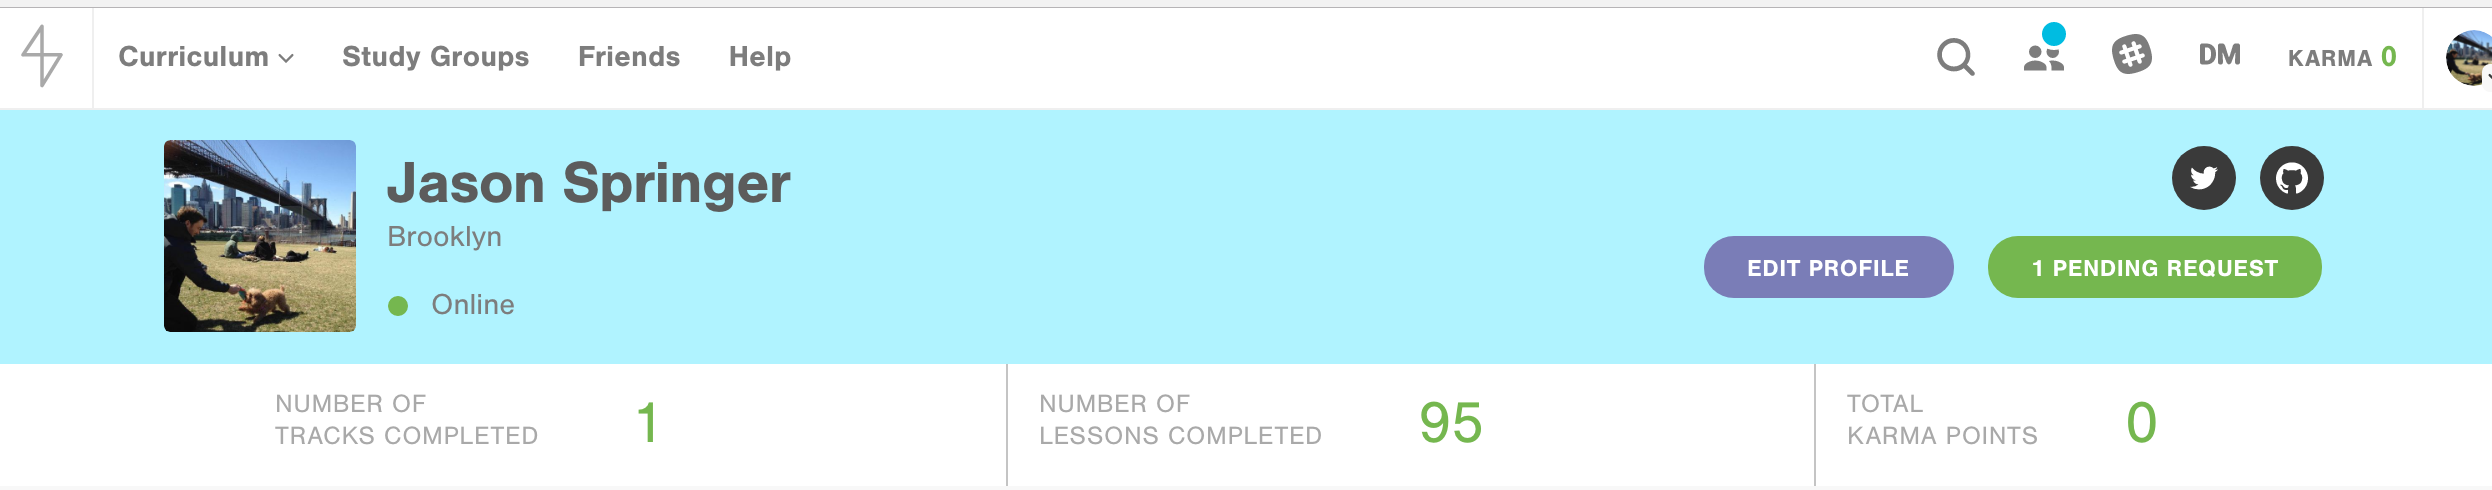 Curriculum Study Groups Friends Help DM KARMA 0
Jason Springer
Brooklyn
Online
EDIT PROFILE 1 PENDING REQUEST
NUMBER OF
TRACKS COMPLETED 1
NUMBER OF
LESSONS COMPLETED 95
TOTAL
KARMA POINTS 0